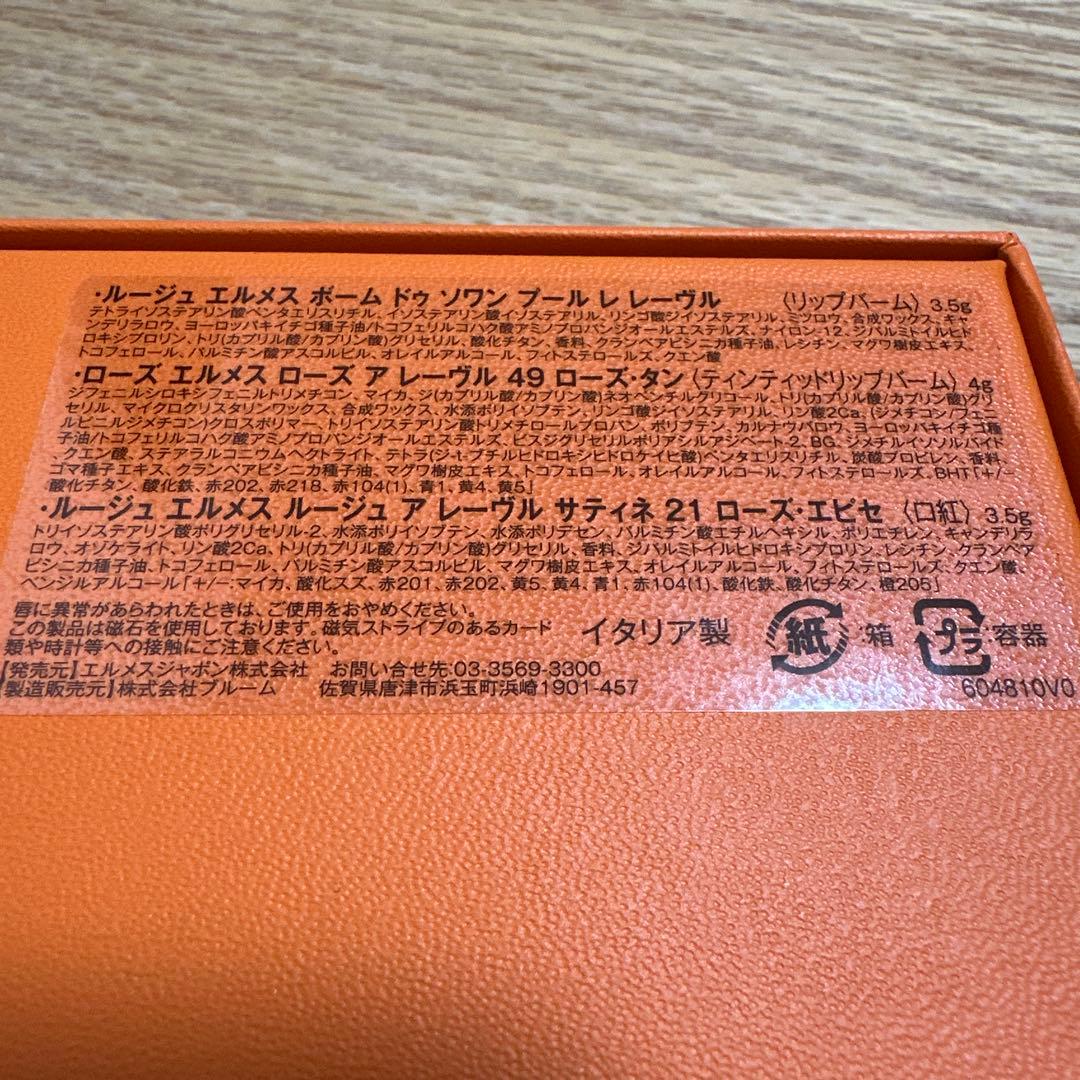 ・ルージュ エルメス ボーム ドゥ ソワン プール レ レーヴル 〈リップバーム〉 3.5g
テトライソステアリン酸ペンタエリスリチル、イソステアリン酸イソステアリル、リンゴ酸ジイソステアリル、ミツロウ、合成ワックス、キャ
ンデリラロウ、ヨーロッパキイチゴ種子油/トコフェリルコハク酸アミノプロパンジオールエステルズ、ナイロン-12、ジパルミトイルヒド
ロキシプロリン、トリ(カプリル酸/カプリン酸)グリセリル、酸化チタン、香料、クランベアビシニカ種子油、レシチン、マグワ樹皮エキス、
トコフェロール、パルミチン酸アスコルビル、オレイルアルコール、フィトステロールズ、クエン酸
・ローズ エルメス ローズ ア レーヴル 49 ローズ・タン 〈ティンティッドリップバーム〉 4g
ジフェニルシロキシフェニルトリメチコン、マイカ、ジ(カプリル酸/カプリン酸)ネオペンチルグリコール、トリ(カプリル酸/カプリン酸)グリ
セリル、マイクロクリスタリンワックス、合成ワックス、水添ポリイソブテン、リンゴ酸ジイソステアリル、リン酸2Ca、(ジメチコン/フェニ
ルビニルジメチコン)クロスポリマー、トリイソステアリン酸トリメチロールプロパン、ポリブテン、カルナウバロウ、ヨーロッパキイチゴ種
子油/トコフェリルコハク酸アミノプロパンジオールエステルズ、ビスジグリセリルポリアシルアジペート-2、BG、ジメチルイソソルバイド、
クエン酸、ステアラルコニウムヘクトライト、テトラ(ジ-t-ブチルヒドロキシヒドロケイヒ酸)ペンタエリスリチル、炭酸プロピレン、香料、
ゴマ種子エキス、クランベアビシニカ種子油、マグワ樹皮エキス、トコフェロール、オレイルアルコール、フィトステロールズ、BHT「+/-
酸化チタン、酸化鉄、赤202、赤218、赤104(1)、青1、黄4、黄5」
・ルージュ エルメス ルージュ ア レーヴル サティネ 21 ローズ・エピセ 〈口紅〉 3.5g
トリイソステアリン酸ポリグリセリル-2、水添ポリイソブテン、水添ポリデセン、パルミチン酸エチルヘキシル、ポリエチレン、キャンデリラ
ロウ、オゾケライト、リン酸2Ca、トリ(カプリル酸/カプリン酸)グリセリル、香料、ジパルミトイルヒドロキシプロリン、レシチン、クランベア
ビシニカ種子油、トコフェロール、パルミチン酸アスコルビル、マグワ樹皮エキス、オレイルアルコール、フィトステロールズ、クエン酸、
ベンジルアルコール「+/-:マイカ、酸化スズ、赤201、赤202、黄5、黄4、青1、赤104(1)、酸化鉄、酸化チタン、橙205」
唇に異常があらわれたときは、ご使用をおやめください。
この製品は磁石を使用しております。磁気ストライプのあるカード
類や時計等への接触にご注意ください。
イタリア製 紙:箱 プラ:容器
【発売元】エルメスジャポン株式会社 お問い合せ先:03-3569-3300
製造販売元】株式会社ブルーム 佐賀県唐津市浜玉町浜崎1901-457 604810V0